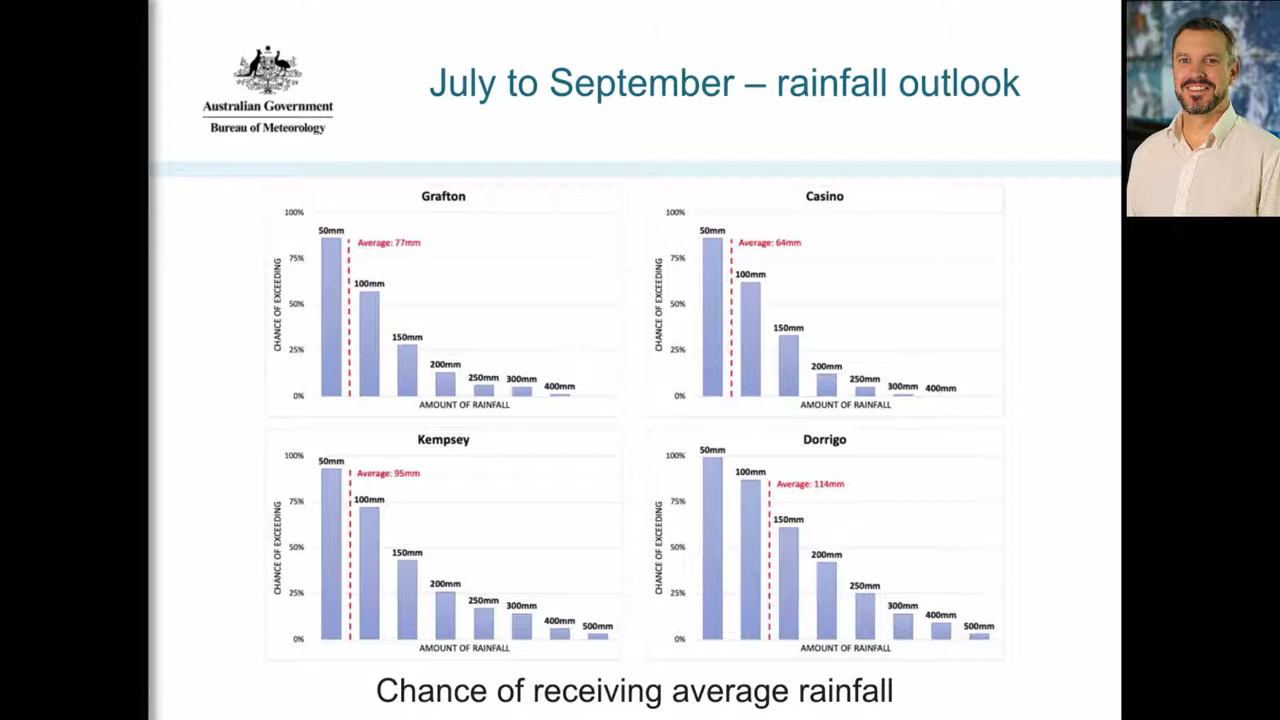 July to September – rainfall outlook
Australian Government
Bureau of Meteorology
Grafton
100%
75%
50%
25%
0%
CHANCE OF EXCEEDING
50mm
Average: 77mm
100mm
150mm
200mm
250mm
300mm
400mm
AMOUNT OF RAINFALL
Casino
100%
75%
50%
25%
0%
CHANCE OF EXCEEDING
50mm
Average: 64mm
100mm
150mm
200mm
250mm
300mm
400mm
AMOUNT OF RAINFALL
Kempsey
100%
75%
50%
25%
0%
CHANCE OF EXCEEDING
50mm
Average: 95mm
100mm
150mm
200mm
250mm
300mm
400mm
500mm
AMOUNT OF RAINFALL
Dorrigo
100%
75%
50%
25%
0%
CHANCE OF EXCEEDING
50mm
100mm
Average: 114mm
150mm
200mm
250mm
300mm
400mm
500mm
AMOUNT OF RAINFALL
Chance of receiving average rainfall